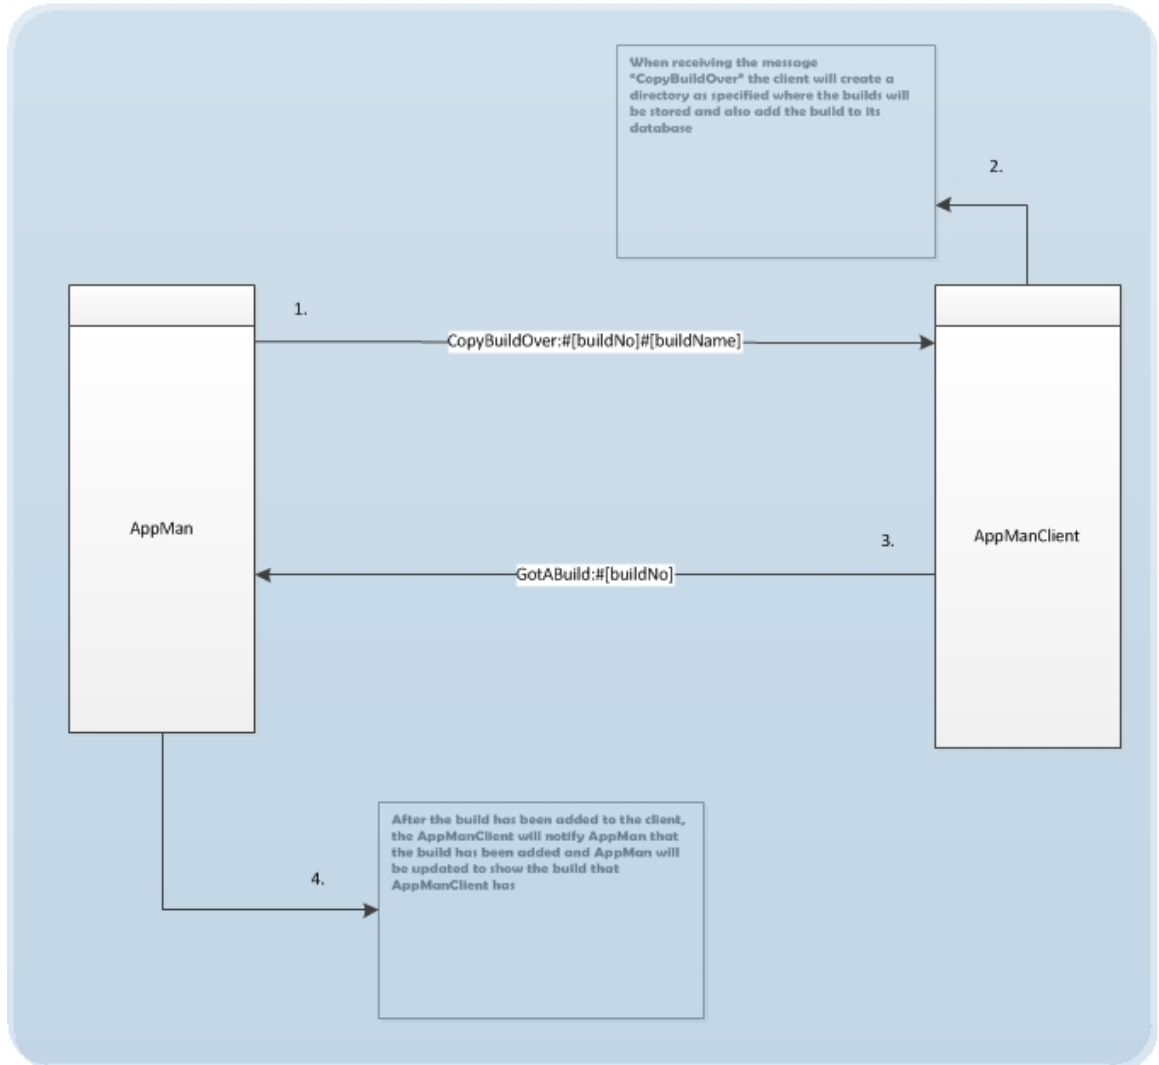 When receiving the message
"CopyBuildOver" the client will create a
directory as specified where the builds will
be stored and also add the build to its
database
2.
1.
CopyBuildOver:#[buildNo]#[buildName]
AppMan
AppManClient
3.
GotABuild:#[buildNo]
After the build has been added to the client,
the AppManClient will notify AppMan that
the build has been added and AppMan will
be updated to show the build that
AppManClient has
4.